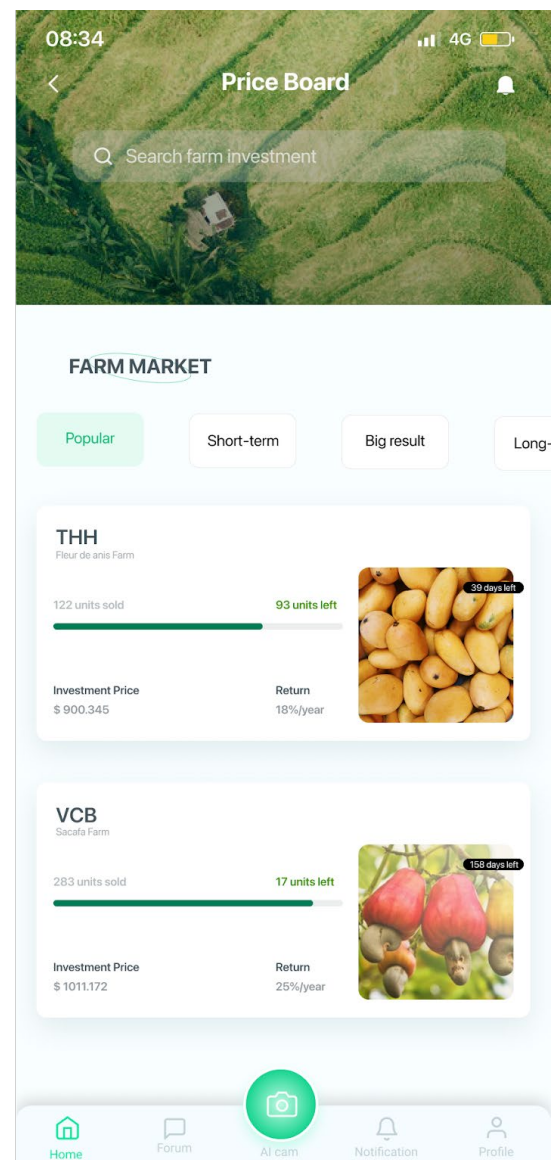 08:34
4G
Price Board
Search farm investment
FARM MARKET
Popular
Short-term
Big result
Long-
THH
Fleur de anis Farm
39 days left
122 units sold
93 units left
Investment Price
Return
$ 900.345
18%/year
VCB
Sacafa Farm
158 days left
283 units sold
17 units left
Investment Price
Return
$ 1011.172
25%/year
Home
Forum
AI cam
Notification
Profile